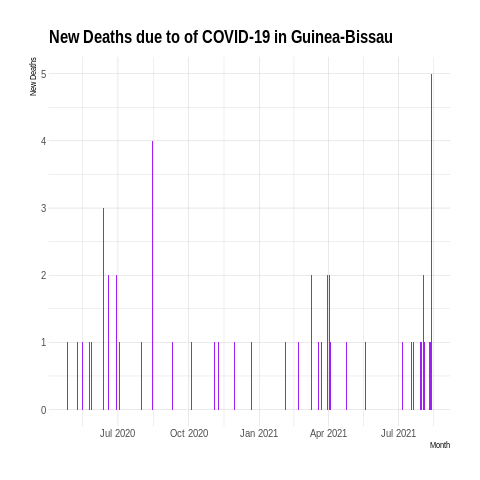 New Deaths due to of COVID-19 in Guinea-Bissau
New Deaths
5
4
3
2
1
0
Jul 2020 Oct 2020 Jan 2021 Apr 2021 Jul 2021
Month